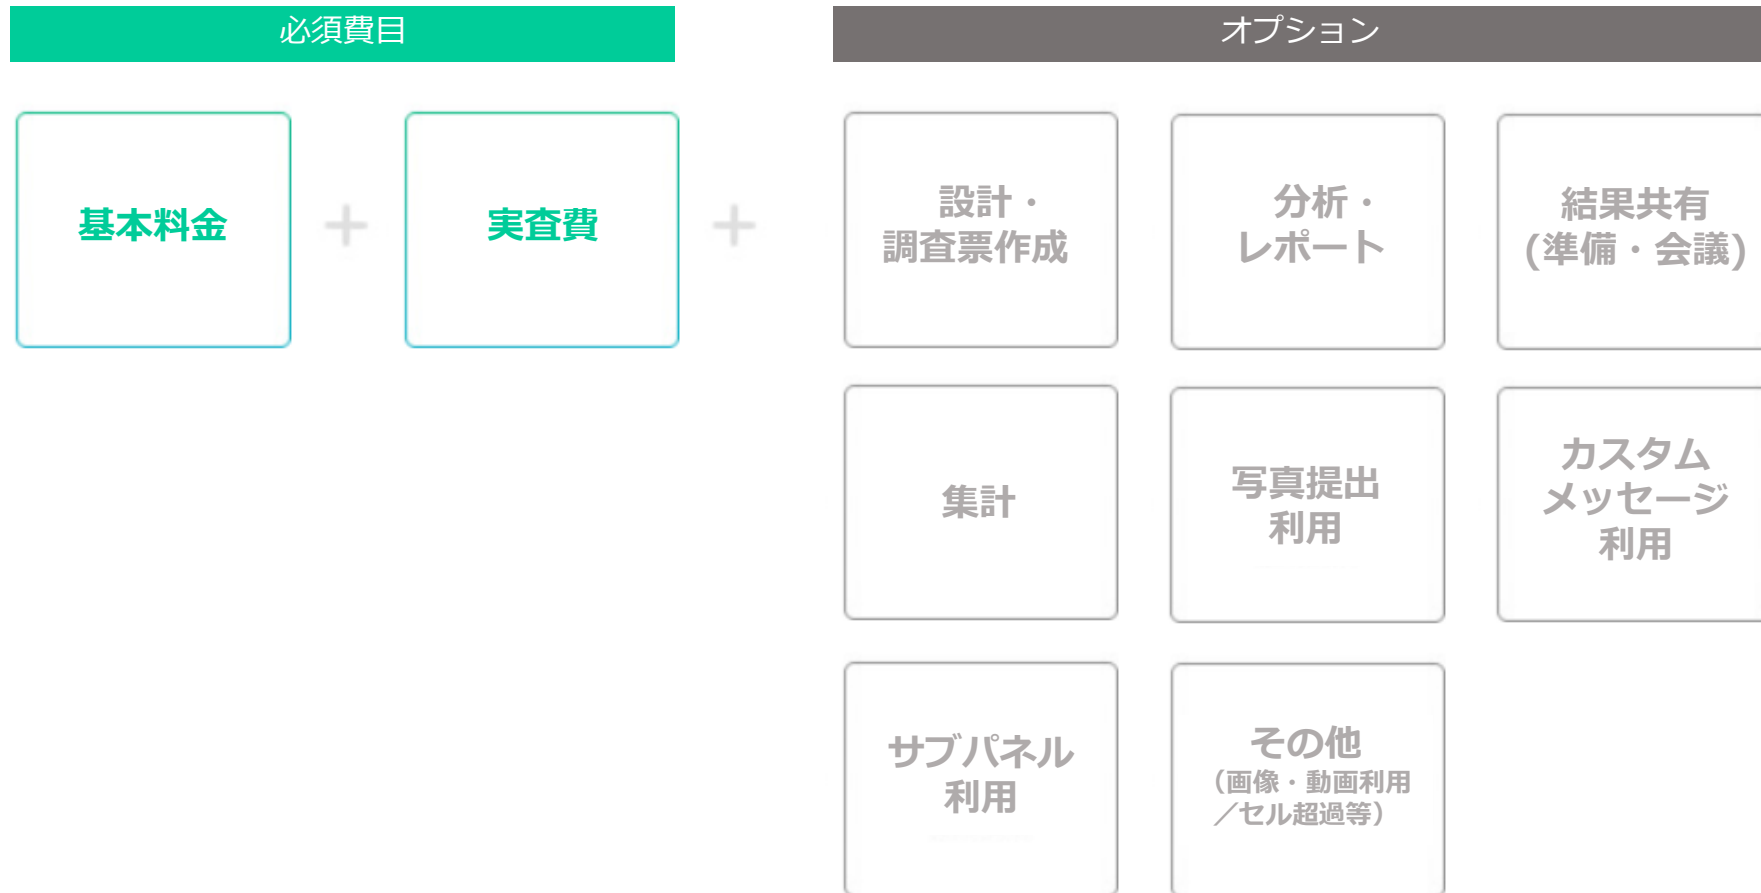 必須費目
オプション
基本料金
+
実査費
+
設計・
調査票作成
分析・
レポート
結果共有
(準備・会議)
集計
写真提出
利用
カスタム
メッセージ
利用
サブパネル
利用
その他
（画像・動画利用
／セル超過等）